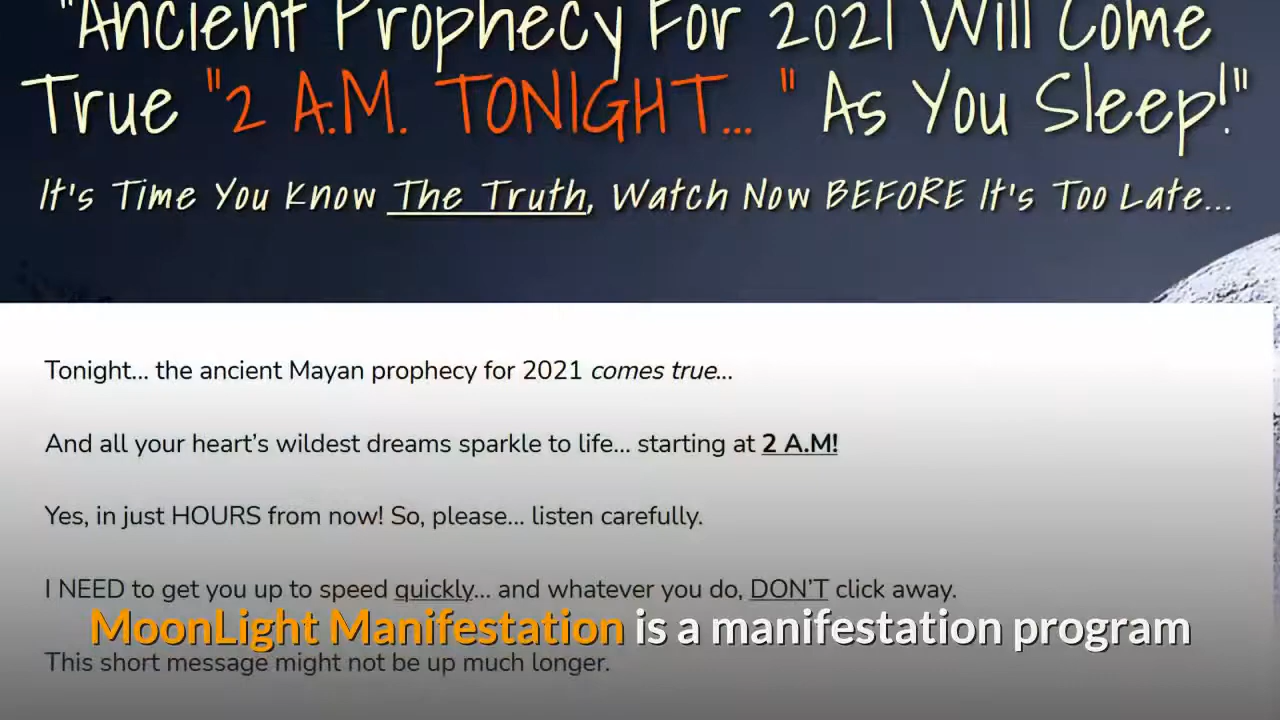 "Ancient Prophecy For 2021 Will Come
True "2 A.M. TONIGHT... " As You Sleep!"
It's Time You Know The Truth, Watch Now BEFORE It's Too Late...
Tonight... the ancient Mayan prophecy for 2021 comes true...
And all your heart's wildest dreams sparkle to life... starting at 2 A.M!
Yes, in just HOURS from now! So, please... listen carefully.
I NEED to get you up to speed quickly... and whatever you do, DON'T click away.
MoonLight Manifestation is a manifestation program
This short message might not be up much longer.